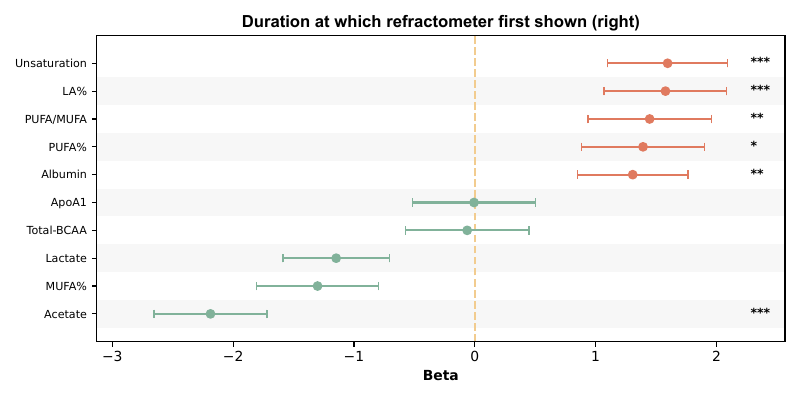 Duration at which refractometer first shown (right)
Unsaturation ***
LA% ***
PUFA/MUFA **
PUFA% *
Albumin **
ApoA1
Total-BCAA
Lactate
MUFA%
Acetate ***
−3 −2 −1 0 1 2
Beta